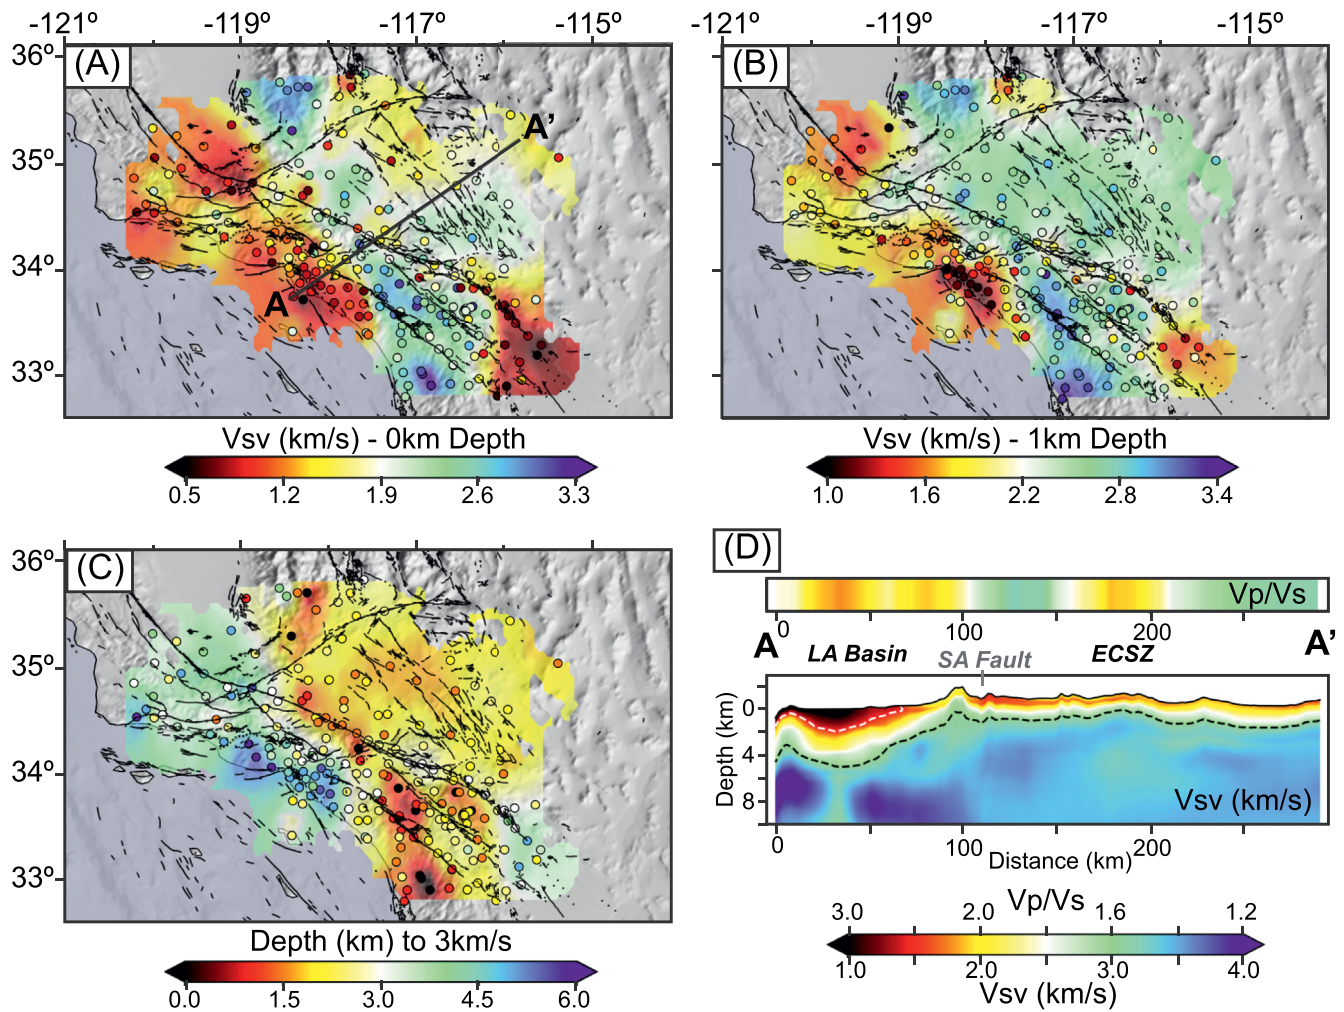 -121º -119º -117º -115º -121º -119º -117º -115º
36º
35º
34º
33º
(A)
A
A'
Vsv (km/s) - 0km Depth
0.5 1.2 1.9 2.6 3.3
(B)
Vsv (km/s) - 1km Depth
1.0 1.6 2.2 2.8 3.4
36º
35º
34º
33º
(C)
Depth (km) to 3km/s
0.0 1.5 3.0 4.5 6.0
(D)
Vp/Vs
0 100 200
A LA Basin SA Fault ECSZ A'
Depth (km)
0
4
8
Vsv (km/s)
0 100 200
Distance (km)
Vp/Vs
3.0 2.0 1.6 1.2
1.0 2.0 3.0 4.0
Vsv (km/s)